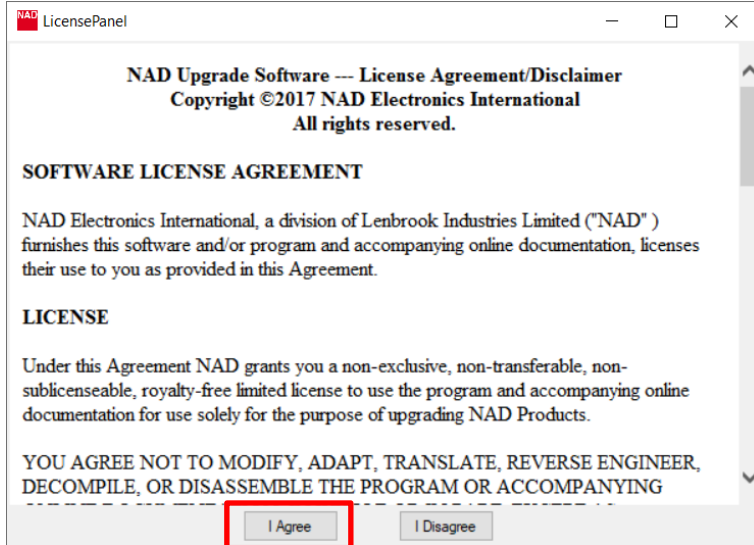 NAD LicensePanel
NAD Upgrade Software --- License Agreement/Disclaimer
Copyright ©2017 NAD Electronics International
All rights reserved.
SOFTWARE LICENSE AGREEMENT
NAD Electronics International, a division of Lenbrook Industries Limited ("NAD" )
furnishes this software and/or program and accompanying online documentation, licenses
their use to you as provided in this Agreement.
LICENSE
Under this Agreement NAD grants you a non-exclusive, non-transferable, non-
sublicenseable, royalty-free limited license to use the program and accompanying online
documentation for use solely for the purpose of upgrading NAD Products.
YOU AGREE NOT TO MODIFY, ADAPT, TRANSLATE, REVERSE ENGINEER,
DECOMPILE, OR DISASSEMBLE THE PROGRAM OR ACCOMPANYING
I Agree I Disagree